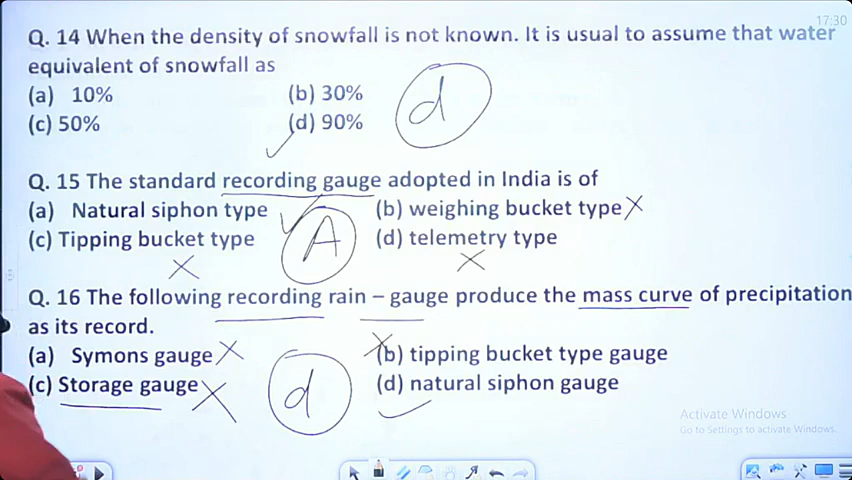 17:30
Q. 14 When the density of snowfall is not known. It is usual to assume that water
equivalent of snowfall as
(a) 10% (b) 30%
(c) 50% (d) 90%
d
Q. 15 The standard recording gauge adopted in India is of
(a) Natural siphon type (b) weighing bucket type
(c) Tipping bucket type (d) telemetry type
A
Q. 16 The following recording rain – gauge produce the mass curve of precipitation
as its record.
(a) Symons gauge (b) tipping bucket type gauge
(c) Storage gauge (d) natural siphon gauge
d
Activate Windows
Go to Settings to activate Windows.